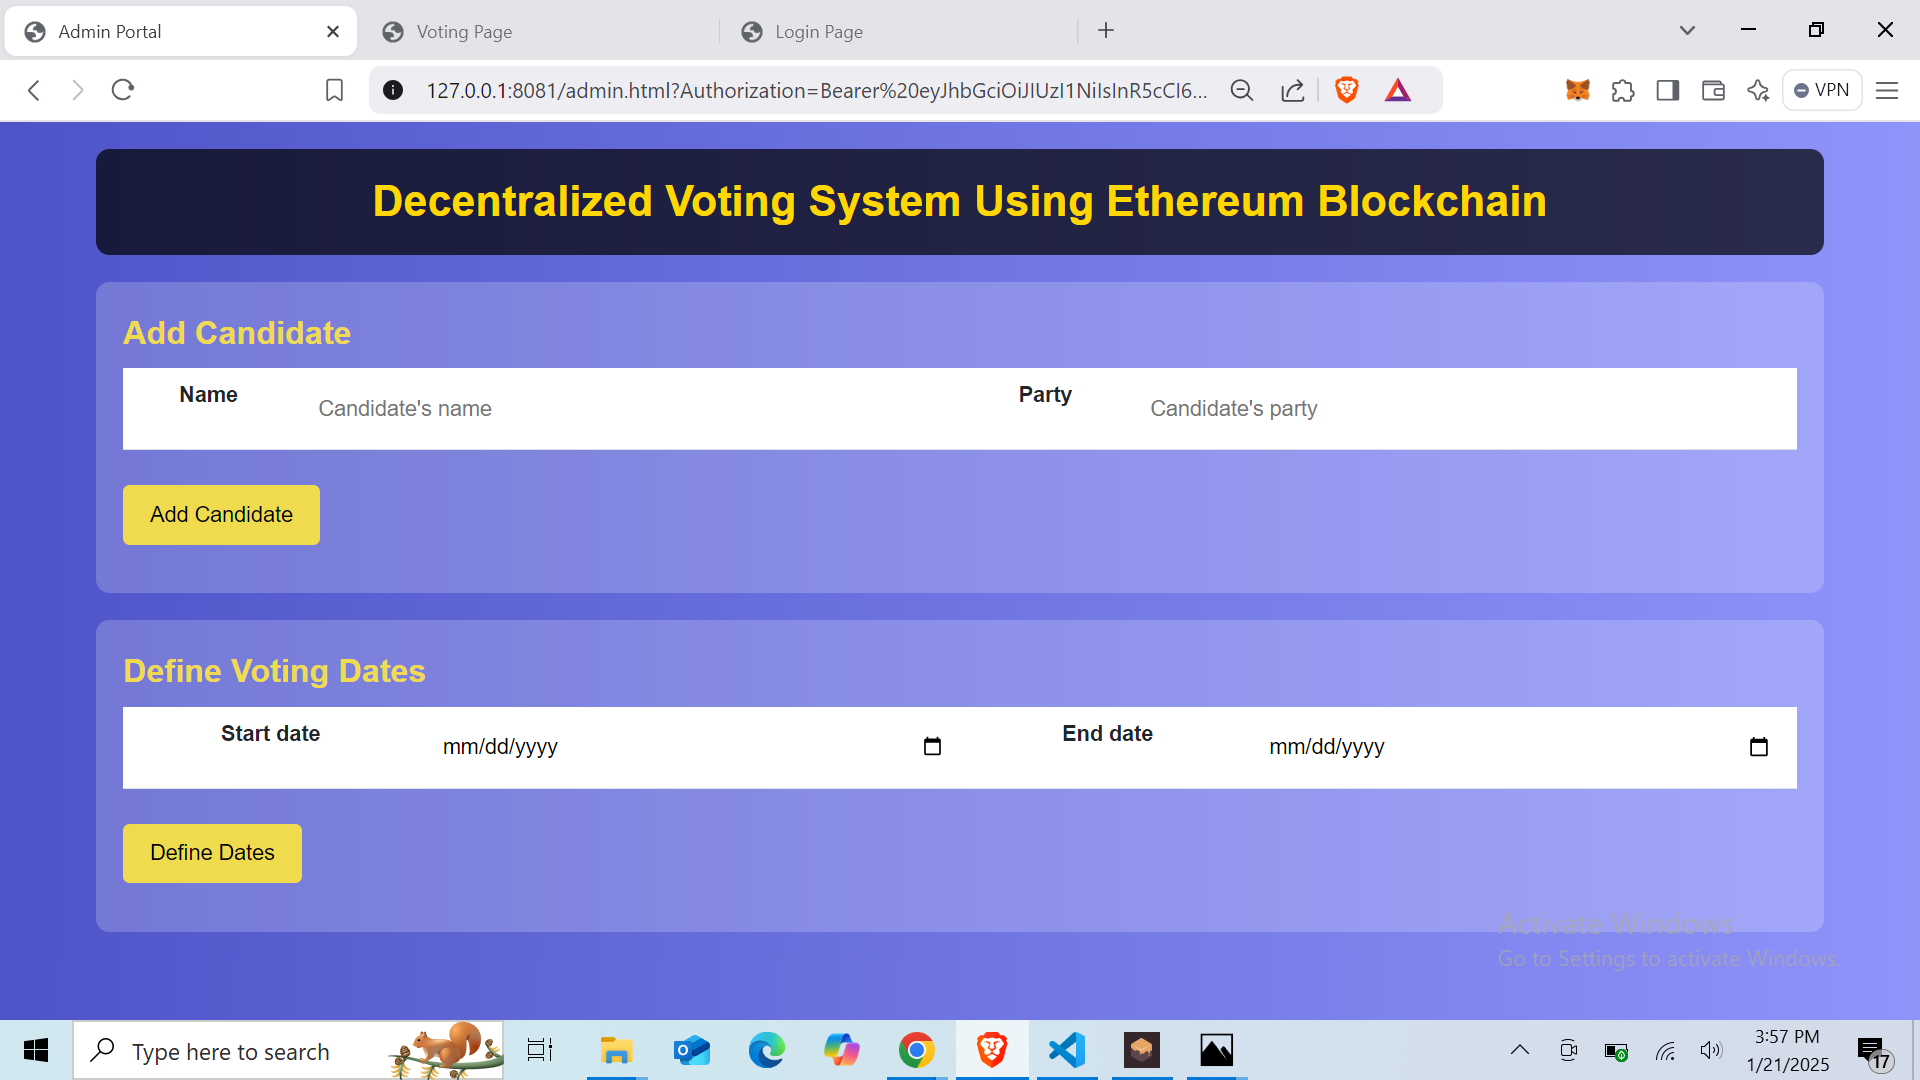 Admin Portal
Voting Page
Login Page
127.0.0.1:8081/admin.html?Authorization=Bearer%20eyJhbGciOiJIUzI1NiIsInR5cCI6...
VPN
Decentralized Voting System Using Ethereum Blockchain
Add Candidate
Name
Candidate's name
Party
Candidate's party
Add Candidate
Define Voting Dates
Start date
mm/dd/yyyy
End date
mm/dd/yyyy
Define Dates
Activate Windows
Go to Settings to activate Windows.
Type here to search
3:57 PM
1/21/2025
17